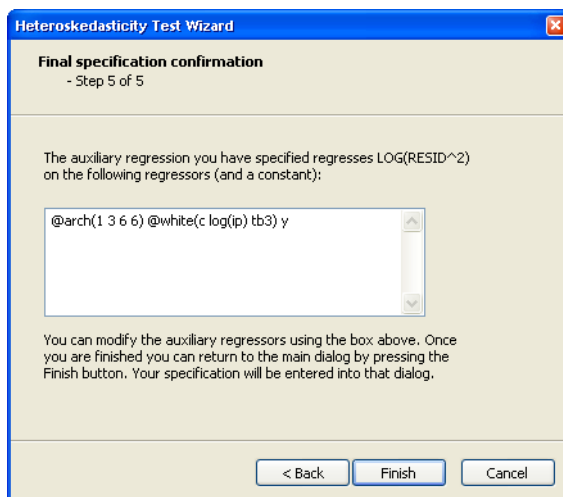 Heteroskedasticity Test Wizard
Final specification confirmation
- Step 5 of 5
The auxiliary regression you have specified regresses LOG(RESID^2)
on the following regressors (and a constant):
@arch(1 3 6 6) @white(c log(ip) tb3) y
You can modify the auxiliary regressors using the box above. Once
you are finished you can return to the main dialog by pressing the
Finish button. Your specification will be entered into that dialog.
< Back Finish Cancel